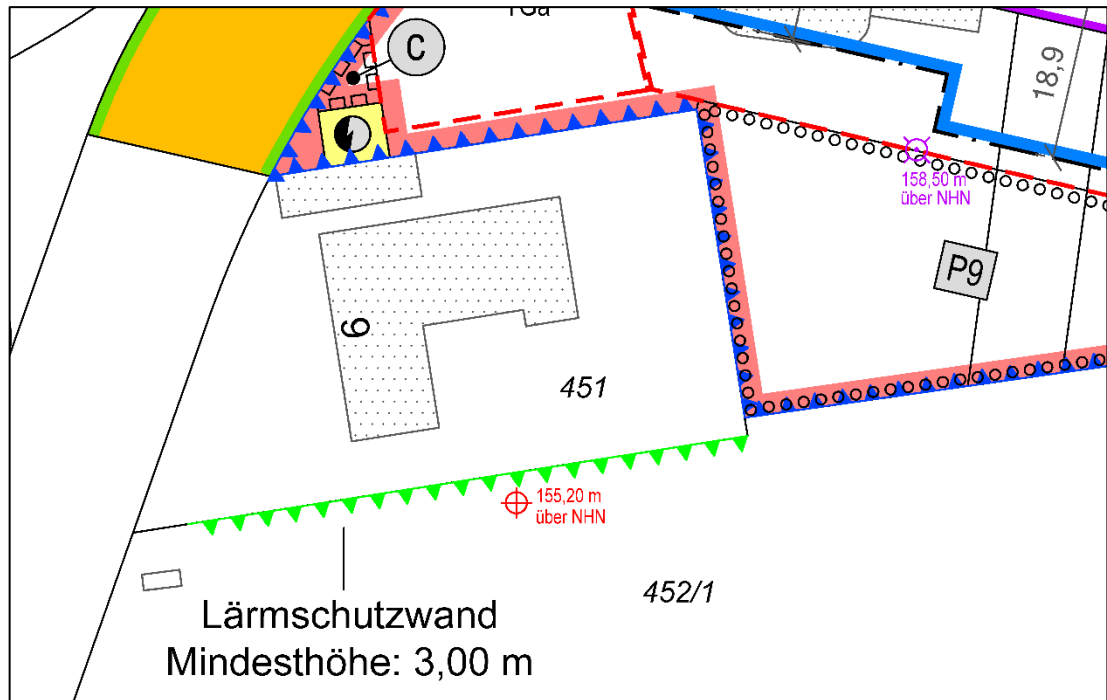 TGa
C
18,9
158,50 m
über NHN
P9
9
451
155,20 m
über NHN
452/1
Lärmschutzwand
Mindesthöhe: 3,00 m